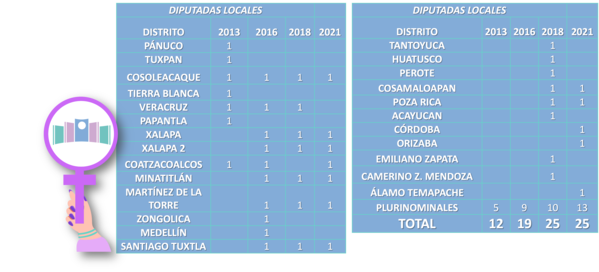 DIPUTADAS LOCALES
DISTRITO 2013 2016 2018 2021
PÁNUCO 1
TUXPAN 1
COSOLEACAQUE 1 1 1 1
TIERRA BLANCA 1
VERACRUZ 1 1 1
PAPANTLA 1
XALAPA 1 1 1
XALAPA 2 1 1 1
COATZACOALCOS 1 1 1
MINATITLÁN 1 1 1
MARTÍNEZ DE LA
TORRE 1 1 1
ZONGOLICA 1
MEDELLÍN 1
SANTIAGO TUXTLA 1 1 1
DIPUTADAS LOCALES
DISTRITO 2013 2016 2018 2021
TANTOYUCA 1
HUATUSCO 1
PEROTE 1
COSAMALOAPAN 1 1
POZA RICA 1 1
ACAYUCAN 1
CÓRDOBA 1
ORIZABA 1
EMILIANO ZAPATA 1
CAMERINO Z. MENDOZA 1
ÁLAMO TEMAPACHE 1
PLURINOMINALES 5 9 10 13
TOTAL 12 19 25 25